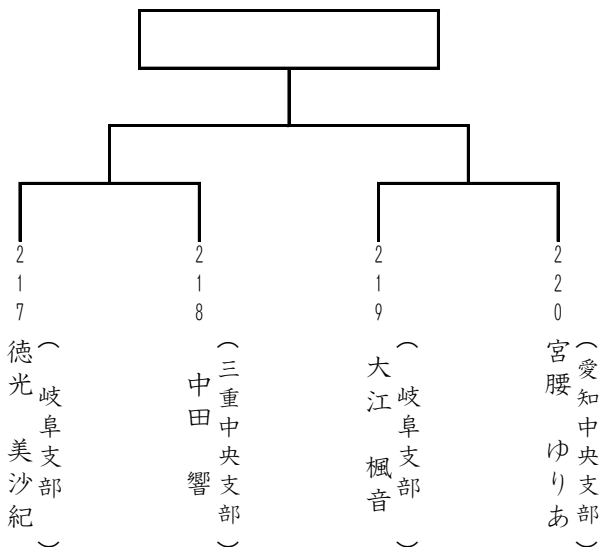 217
徳光 美沙紀
(岐阜支部)
218
中田 響
(三重中央支部)
219
大江 楓音
(岐阜支部)
220
宮腰 ゆりあ
(愛知中央支部)